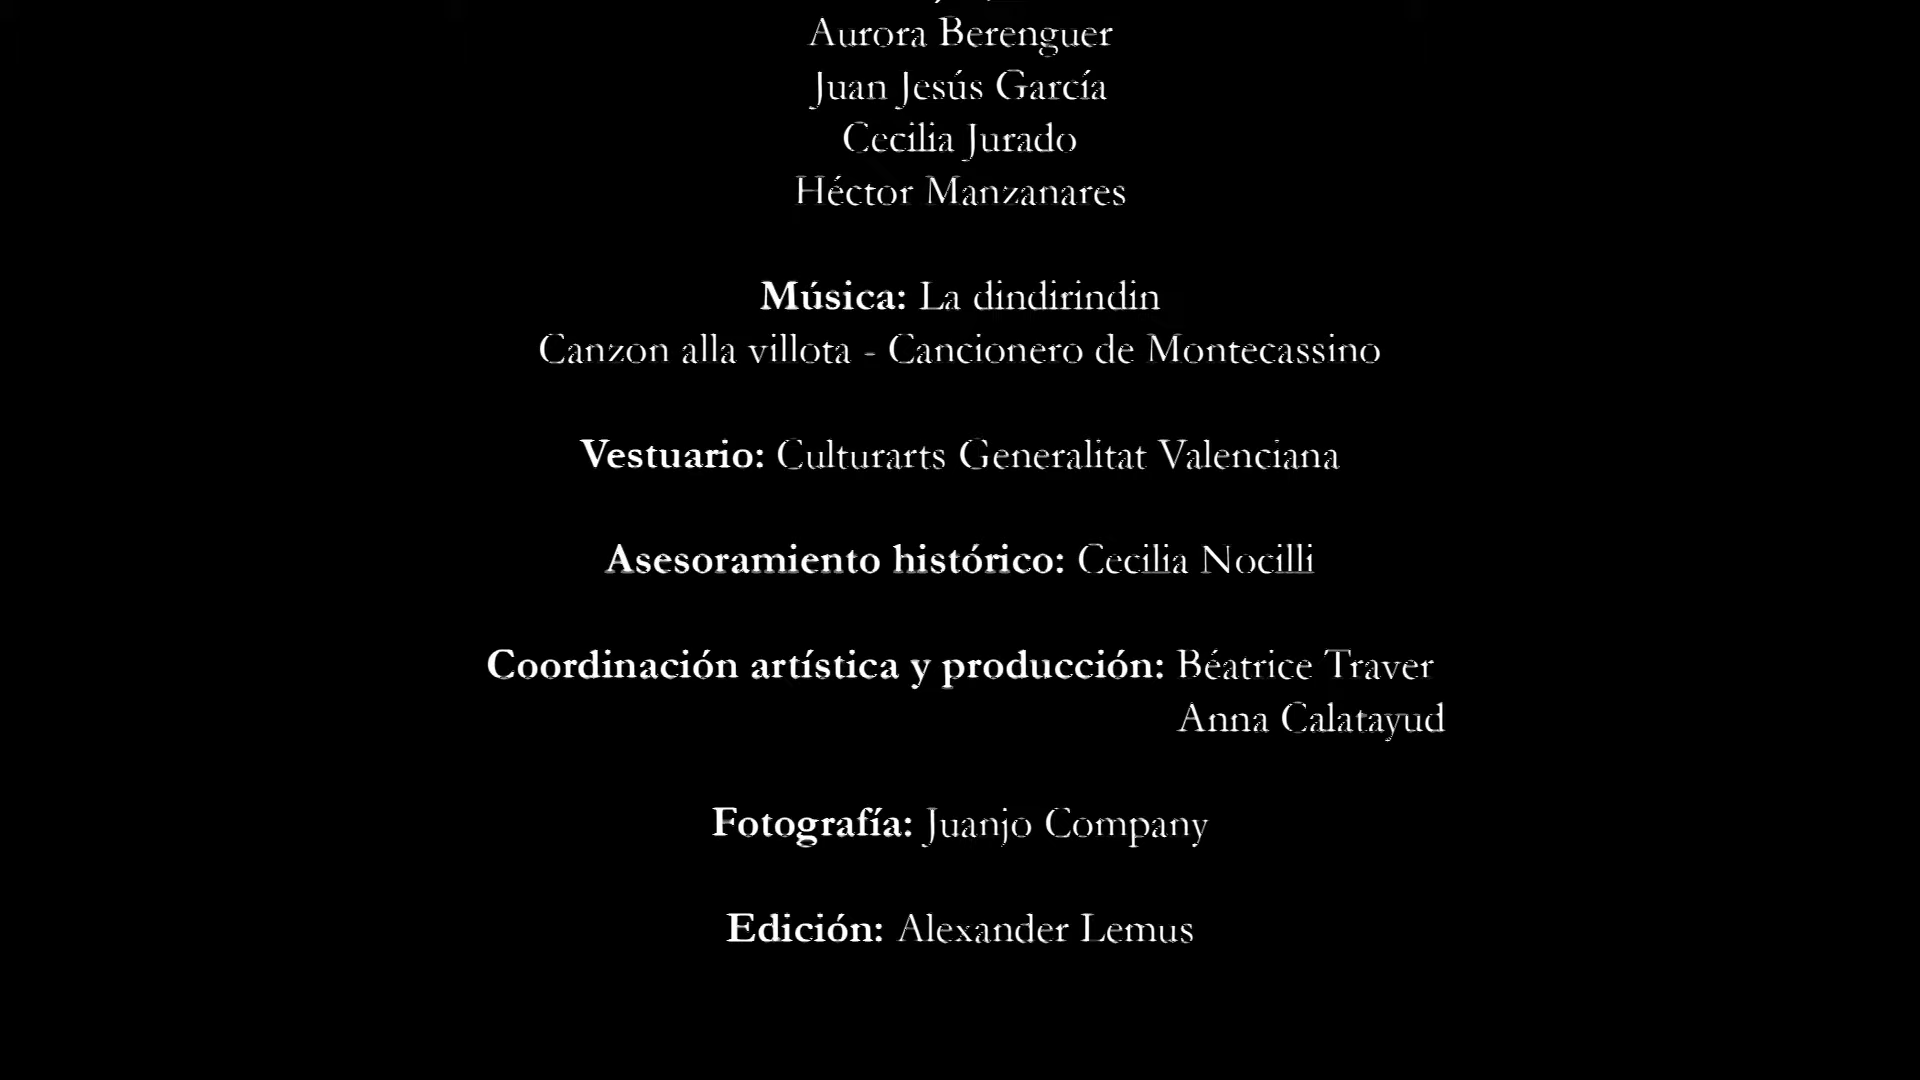 Aurora Berenguer
Juan Jesús García
Cecilia Jurado
Héctor Manzanares
Música: La dindirindin
Canzon alla villota - Cancionero de Montecassino
Vestuario: Culturarts Generalitat Valenciana
Asesoramiento histórico: Cecilia Nocilli
Coordinación artística y producción: Béatrice Traver
Anna Calatayud
Fotografía: Juanjo Company
Edición: Alexander Lemus